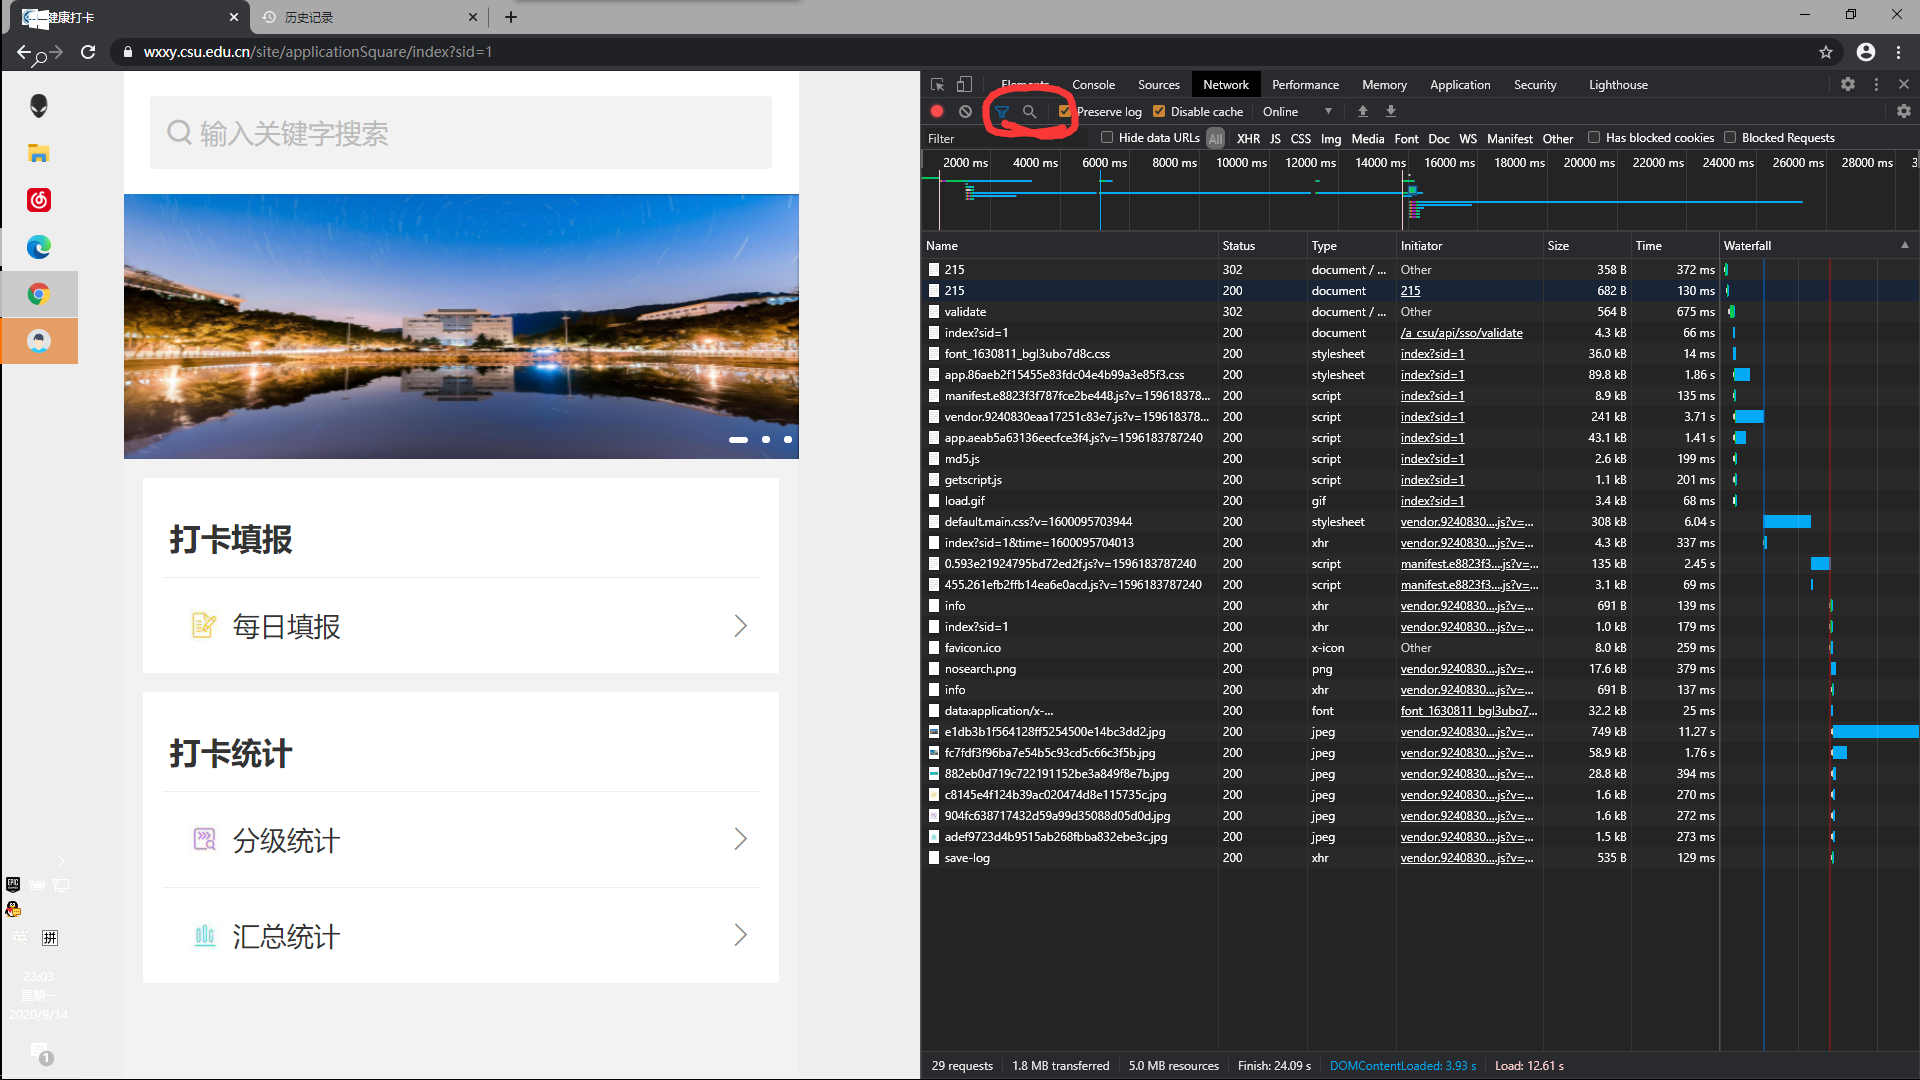 健康打卡
历史记录
wxxy.csu.edu.cn/site/applicationSquare/index?sid=1
输入关键字搜索
打卡填报
每日填报
打卡统计
分级统计
汇总统计
EPIC
英
拼
23:03
星期一
2020/9/14
1
Elements Console Sources Network Performance Memory Application Security Lighthouse
Preserve log Disable cache Online
Filter Hide data URLs All XHR JS CSS Img Media Font Doc WS Manifest Other Has blocked cookies Blocked Requests
2000 ms 4000 ms 6000 ms 8000 ms 10000 ms 12000 ms 14000 ms 16000 ms 18000 ms 20000 ms 22000 ms 24000 ms 26000 ms 28000 ms 3
Name Status Type Initiator Size Time Waterfall
215 302 document / ... Other 358 B 372 ms
215 200 document 215 682 B 130 ms
validate 302 document / ... Other 564 B 675 ms
index?sid=1 200 document /a_csu/api/sso/validate 4.3 kB 66 ms
font_1630811_bgl3ubo7d8c.css 200 stylesheet index?sid=1 36.0 kB 14 ms
app.86aeb2f15455e83fdc04e4b99a3e85f3.css 200 stylesheet index?sid=1 89.8 kB 1.86 s
manifest.e8823f3f787fce2be448.js?v=159618378... 200 script index?sid=1 8.9 kB 135 ms
vendor.9240830eaa17251c83e7.js?v=159618378... 200 script index?sid=1 241 kB 3.71 s
app.aeab5a63136eecfce3f4.js?v=1596183787240 200 script index?sid=1 43.1 kB 1.41 s
md5.js 200 script index?sid=1 2.6 kB 199 ms
getscript.js 200 script index?sid=1 1.1 kB 201 ms
load.gif 200 gif index?sid=1 3.4 kB 68 ms
default.main.css?v=1600095703944 200 stylesheet vendor.9240830....js?v=... 308 kB 6.04 s
index?sid=1&time=1600095704013 200 xhr vendor.9240830....js?v=... 4.3 kB 337 ms
0.593e21924795bd72ed2f.js?v=1596183787240 200 script manifest.e8823f3....js?v=... 135 kB 2.45 s
455.261efb2ffb14ea6e0acd.js?v=1596183787240 200 script manifest.e8823f3....js?v=... 3.1 kB 69 ms
info 200 xhr vendor.9240830....js?v=... 691 B 139 ms
index?sid=1 200 xhr vendor.9240830....js?v=... 1.0 kB 179 ms
favicon.ico 200 x-icon Other 8.0 kB 259 ms
nosearch.png 200 png vendor.9240830....js?v=... 17.6 kB 379 ms
info 200 xhr vendor.9240830....js?v=... 691 B 137 ms
data:application/x-... 200 font font_1630811_bgl3ubo7... 32.2 kB 25 ms
e1db3b1f564128ff5254500e14bc3dd2.jpg 200 jpeg vendor.9240830....js?v=... 749 kB 11.27 s
fc7fdf3f96ba7e54b5c93cd5c66c3f5b.jpg 200 jpeg vendor.9240830....js?v=... 58.9 kB 1.76 s
882eb0d719c722191152be3a849f8e7b.jpg 200 jpeg vendor.9240830....js?v=... 28.8 kB 394 ms
c8145e4f124b39ac020474d8e115735c.jpg 200 jpeg vendor.9240830....js?v=... 1.6 kB 270 ms
904fc638717432d59a99d35088d05d0d.jpg 200 jpeg vendor.9240830....js?v=... 1.6 kB 272 ms
adef9723d4b9515ab268fbba832ebe3c.jpg 200 jpeg vendor.9240830....js?v=... 1.5 kB 273 ms
save-log 200 xhr vendor.9240830....js?v=... 535 B 129 ms
29 requests 1.8 MB transferred 5.0 MB resources Finish: 24.09 s DOMContentLoaded: 3.93 s Load: 12.61 s